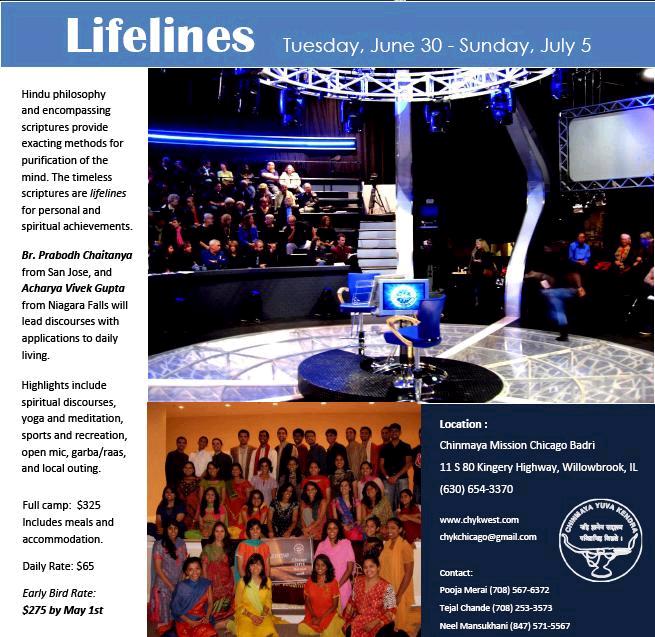 Lifelines Tuesday, June 30 - Sunday, July 5
Hindu philosophy
and encompassing
scriptures provide
exacting methods for
purification of the
mind. The timeless
scriptures are lifelines
for personal and
spiritual achievements.
Br. Prabodh Chaitanya
from San Jose, and
Acharya Vivek Gupta
from Niagara Falls will
lead discourses with
applications to daily
living.
Highlights include
spiritual discourses,
yoga and meditation,
sports and recreation,
open mic, garba/raas,
and local outing.
Full camp: $325
Includes meals and
accommodation.
Daily Rate: $65
Early Bird Rate:
$275 by May 1st
Location :
Chinmaya Mission Chicago Badri
11 S 80 Kingery Highway, Willowbrook, IL
(630) 654-3370
www.chykwest.com
chykchicago@gmail.com
Contact:
Pooja Merai (708) 567-6372
Tejal Chande (708) 253-3573
Neel Mansukhani (847) 571-5567
CHINMAYA YUVA KENDRA